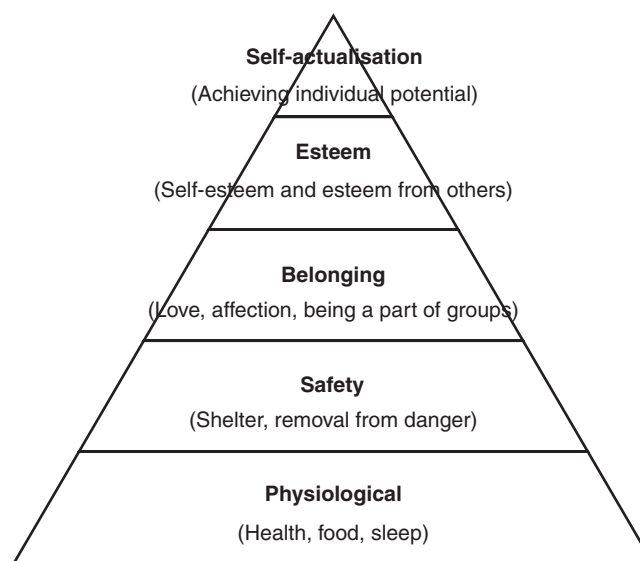 Self-actualisation
(Achieving individual potential)
Esteem
(Self-esteem and esteem from others)
Belonging
(Love, affection, being a part of groups)
Safety
(Shelter, removal from danger)
Physiological
(Health, food, sleep)